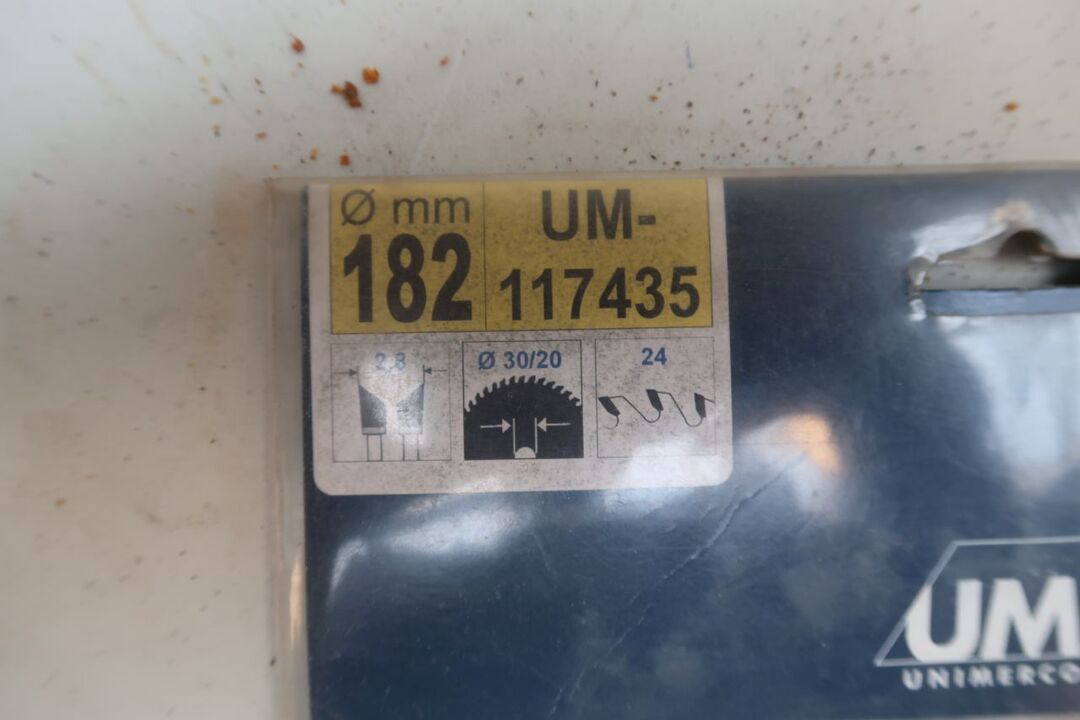 Ø mm
182
UM-
117435
2,8
Ø 30/20
24
UM
UNIMERCO